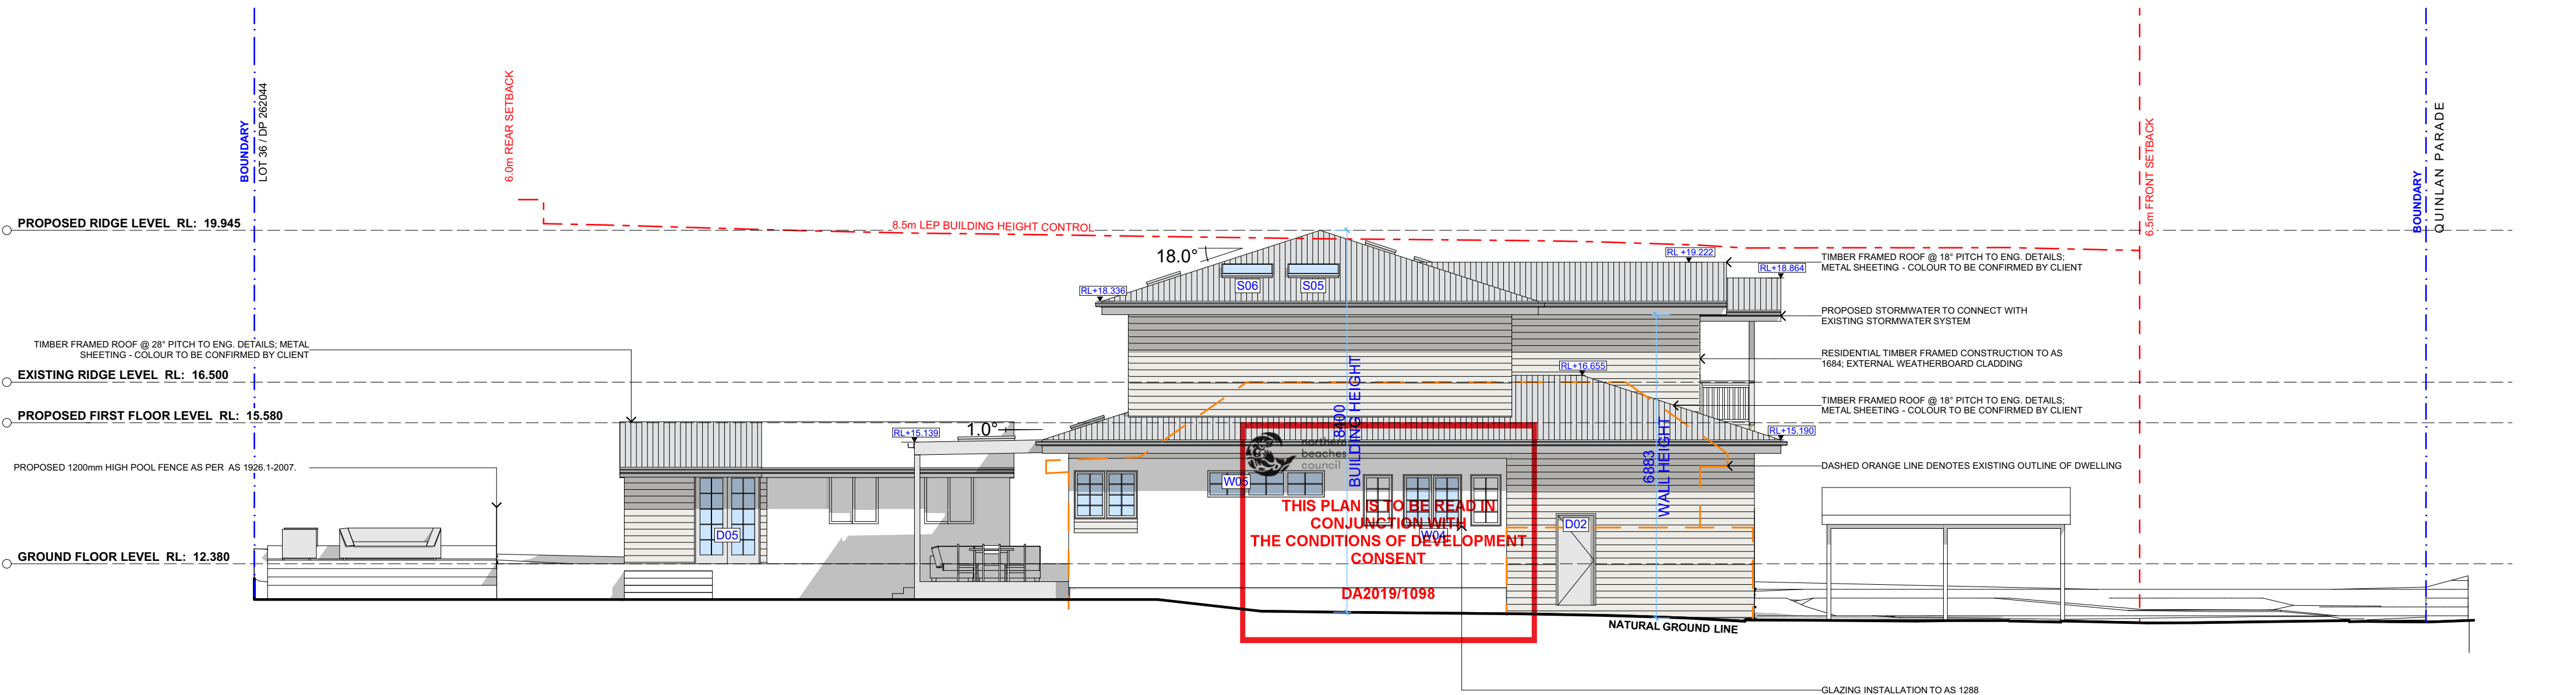 BOUNDARY
LOT 36 / DP 262044
6.0m REAR SETBACK
6.5m FRONT SETBACK
BOUNDARY
QUINLAN PARADE
PROPOSED RIDGE LEVEL RL: 19.945
8.5m LEP BUILDING HEIGHT CONTROL
18.0°
S06
S05
RL+18.336
RL +19.222
RL+18.864
TIMBER FRAMED ROOF @ 18° PITCH TO ENG. DETAILS;
METAL SHEETING - COLOUR TO BE CONFIRMED BY CLIENT
PROPOSED STORMWATER TO CONNECT WITH
EXISTING STORMWATER SYSTEM
TIMBER FRAMED ROOF @ 28° PITCH TO ENG. DETAILS; METAL
SHEETING - COLOUR TO BE CONFIRMED BY CLIENT
RESIDENTIAL TIMBER FRAMED CONSTRUCTION TO AS
1684; EXTERNAL WEATHERBOARD CLADDING
EXISTING RIDGE LEVEL RL: 16.500
RL+16.655
TIMBER FRAMED ROOF @ 18° PITCH TO ENG. DETAILS;
METAL SHEETING - COLOUR TO BE CONFIRMED BY CLIENT
PROPOSED FIRST FLOOR LEVEL RL: 15.580
RL+15.139
1.0°
8400
BUILDING HEIGHT
6883
WALL HEIGHT
RL+15.190
northern
beaches
council
PROPOSED 1200mm HIGH POOL FENCE AS PER AS 1926.1-2007.
DASHED ORANGE LINE DENOTES EXISTING OUTLINE OF DWELLING
W05
THIS PLAN IS TO BE READ IN
CONJUNCTION WITH
THE CONDITIONS OF DEVELOPMENT
CONSENT
DA2019/1098
D05
W04
D02
GROUND FLOOR LEVEL RL: 12.380
NATURAL GROUND LINE
GLAZING INSTALLATION TO AS 1288